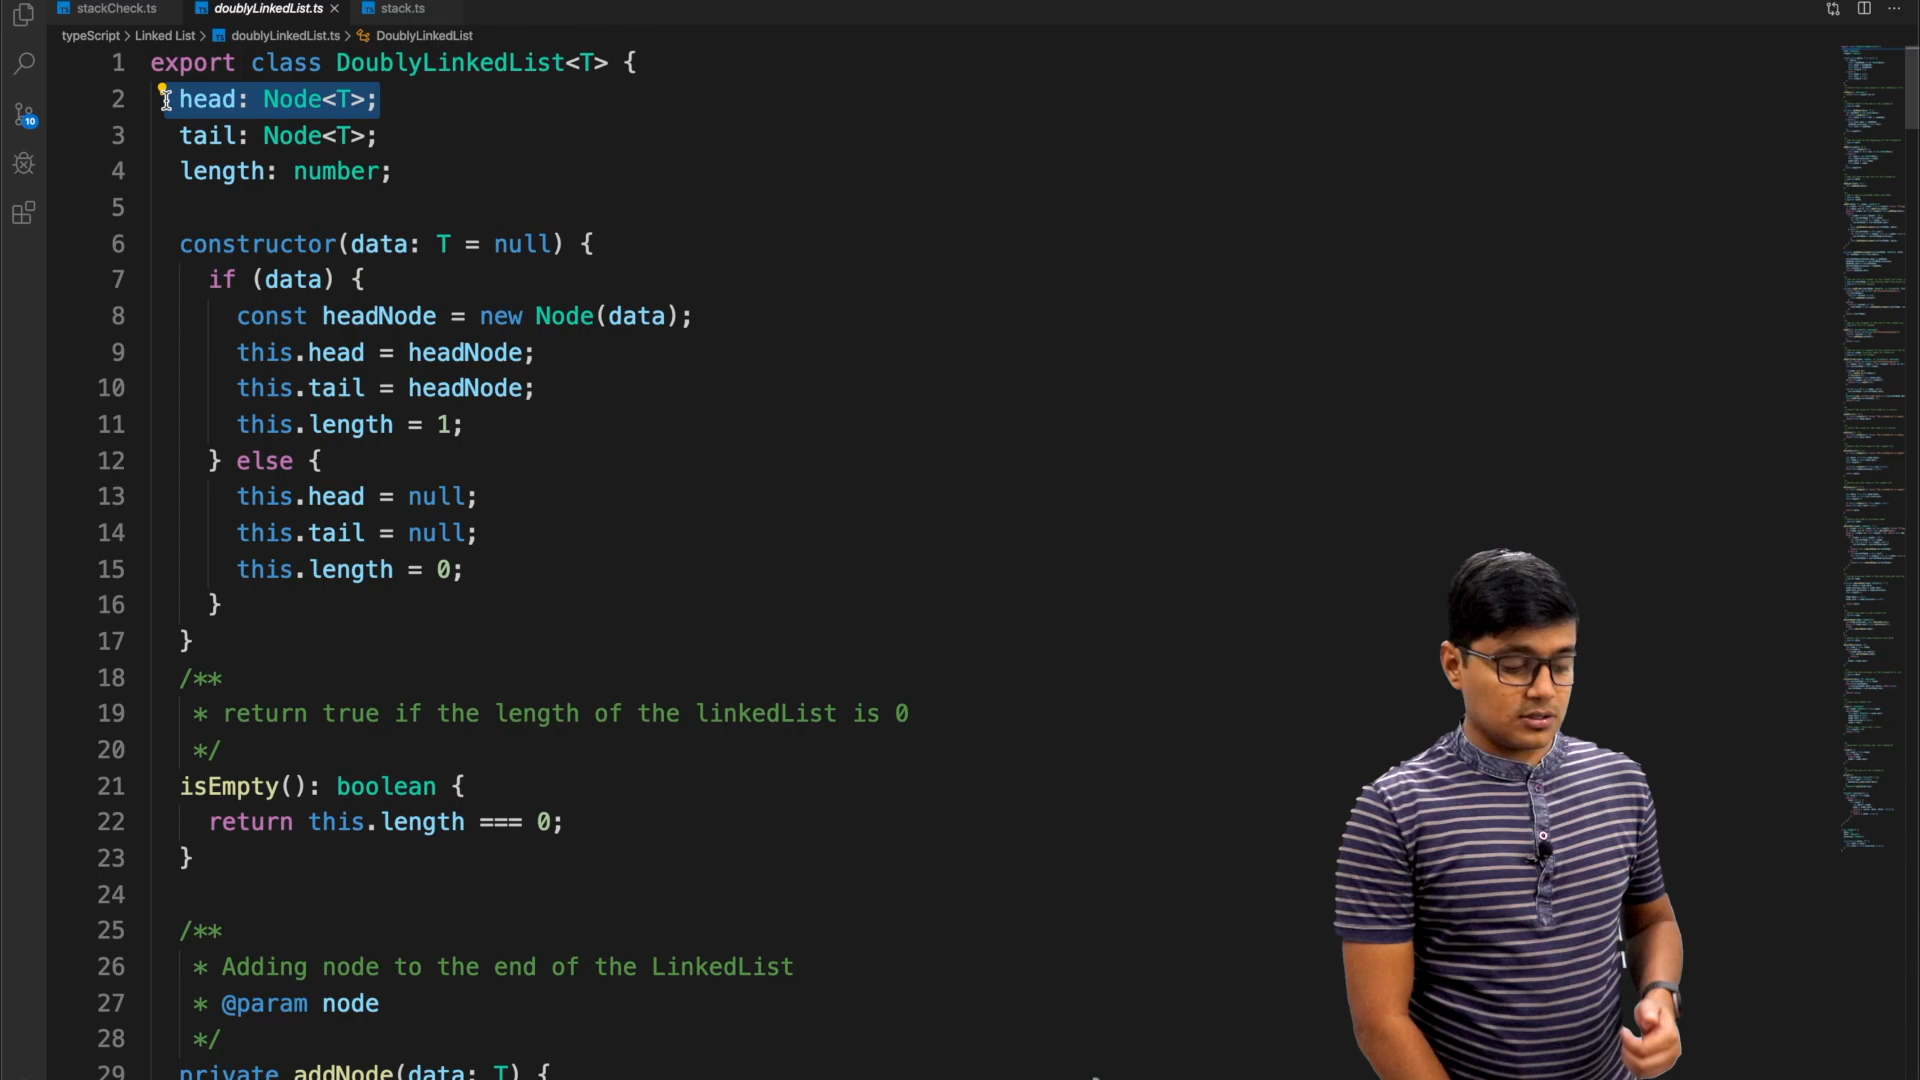 stackCheck.ts
doublyLinkedList.ts
stack.ts
typeScript > Linked List > doublyLinkedList.ts > DoublyLinkedList
1 export class DoublyLinkedList<T> {
2 head: Node<T>;
3 tail: Node<T>;
4 length: number;
5
6 constructor(data: T = null) {
7 if (data) {
8 const headNode = new Node(data);
9 this.head = headNode;
10 this.tail = headNode;
11 this.length = 1;
12 } else {
13 this.head = null;
14 this.tail = null;
15 this.length = 0;
16 }
17 }
18 /**
19 * return true if the length of the linkedList is 0
20 */
21 isEmpty(): boolean {
22 return this.length === 0;
23 }
24
25 /**
26 * Adding node to the end of the LinkedList
27 * @param node
28 */
29 private addNode(data: T) {
10